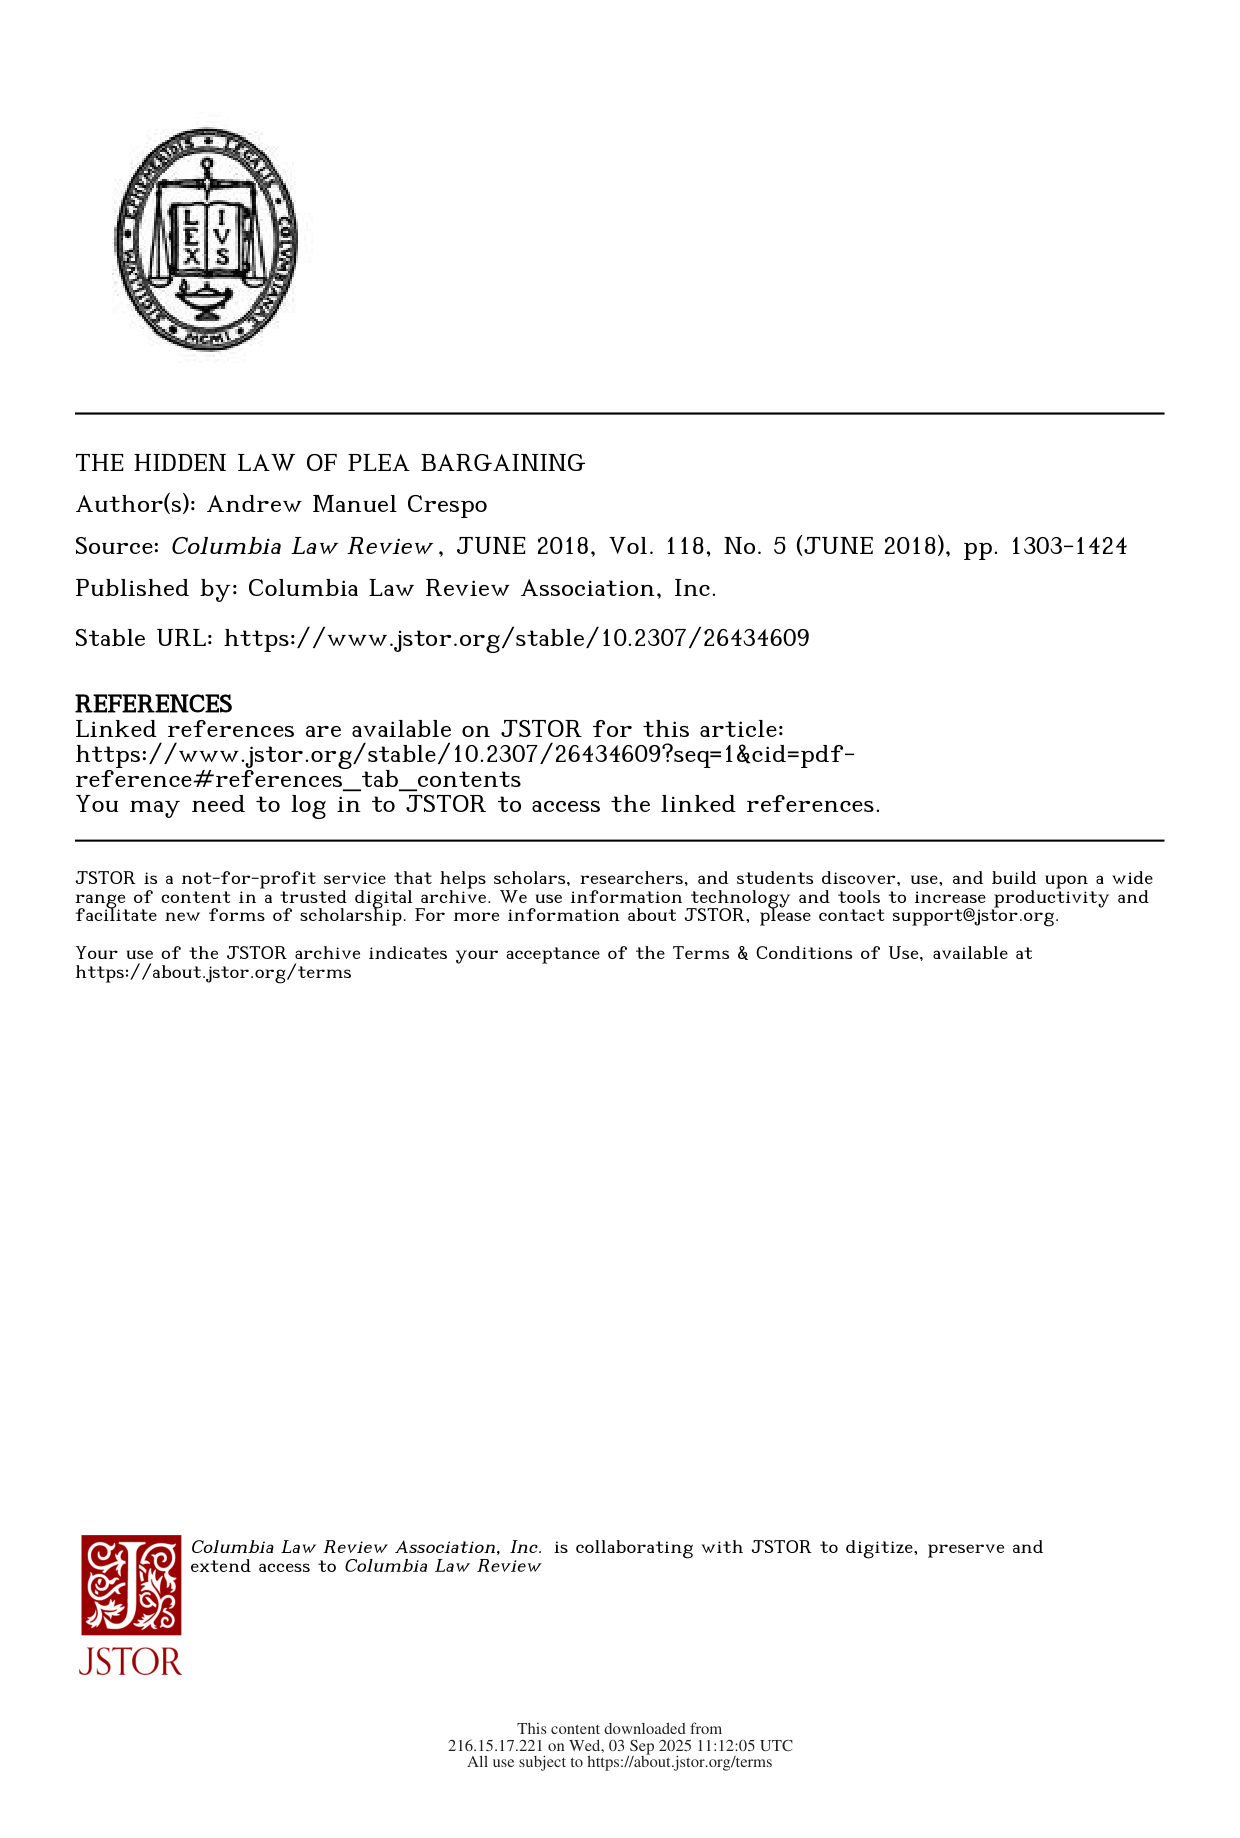 SIGILLVM • EPHEMERIDIS • LEGALIS • COLVMBIANAE • MCMI •
LEX IVS
THE HIDDEN LAW OF PLEA BARGAINING
Author(s): Andrew Manuel Crespo
Source: Columbia Law Review, JUNE 2018, Vol. 118, No. 5 (JUNE 2018), pp. 1303-1424
Published by: Columbia Law Review Association, Inc.
Stable URL: https://www.jstor.org/stable/10.2307/26434609
REFERENCES
Linked references are available on JSTOR for this article:
https://www.jstor.org/stable/10.2307/26434609?seq=1&cid=pdf-
reference#references_tab_contents
You may need to log in to JSTOR to access the linked references.
JSTOR is a not-for-profit service that helps scholars, researchers, and students discover, use, and build upon a wide
range of content in a trusted digital archive. We use information technology and tools to increase productivity and
facilitate new forms of scholarship. For more information about JSTOR, please contact support@jstor.org.
Your use of the JSTOR archive indicates your acceptance of the Terms & Conditions of Use, available at
https://about.jstor.org/terms
Columbia Law Review Association, Inc. is collaborating with JSTOR to digitize, preserve and
extend access to Columbia Law Review
JSTOR
This content downloaded from
216.15.17.221 on Wed, 03 Sep 2025 11:12:05 UTC
All use subject to https://about.jstor.org/terms